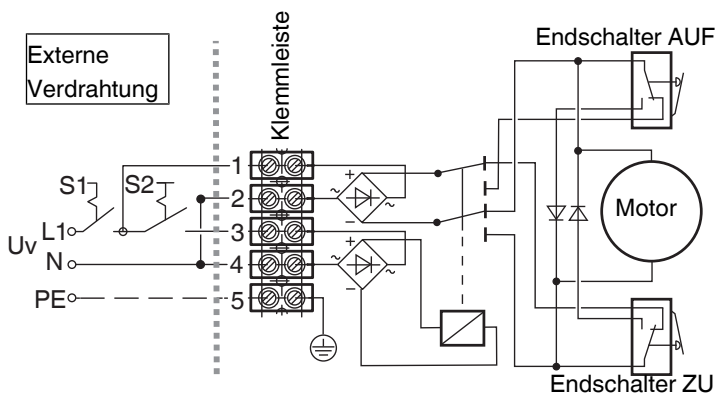 Externe
Verdrahtung
Klemmleiste
Endschalter AUF
S1
S2
1
2
3
4
5
L1
Uv
N
PE
+
~
~
−
+
~
~
−
Motor
Endschalter ZU